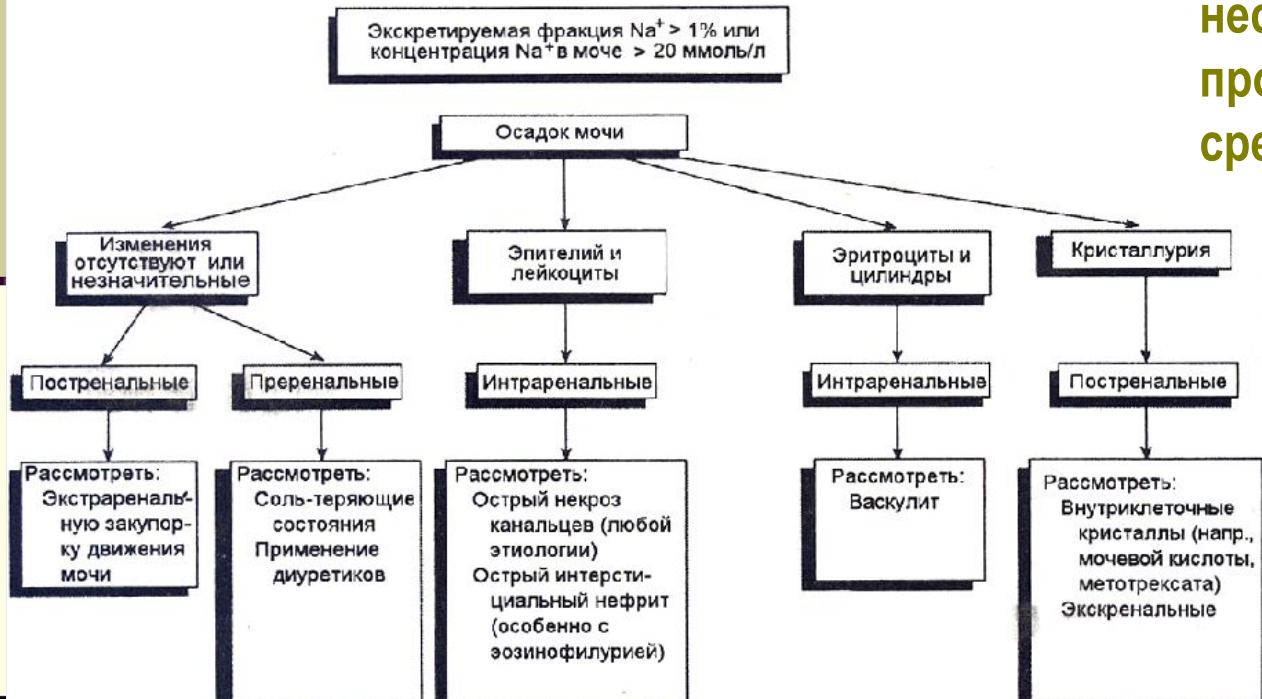 нес
про
сре
Экскретируемая фракция Na+ > 1% или
концентрация Na+ в моче > 20 ммоль/л
Осадок мочи
Изменения
отсутствуют или
незначительные
Эпителий и
лейкоциты
Эритроциты и
цилиндры
Кристаллурия
Постренальные
Преренальные
Интраренальные
Интраренальные
Постренальные
Рассмотреть:
Экстрареналь-
ную закупор-
ку движения
мочи
Рассмотреть:
Соль-теряющие
состояния
Применение
диуретиков
Рассмотреть:
Острый некроз
канальцев (любой
этиологии)
Острый интерсти-
циальный нефрит
(особенно с
эозинофилурией)
Рассмотреть:
Васкулит
Рассмотреть:
Внутриклеточные
кристаллы (напр.,
мочевой кислоты,
метотрексата)
Экскренальные